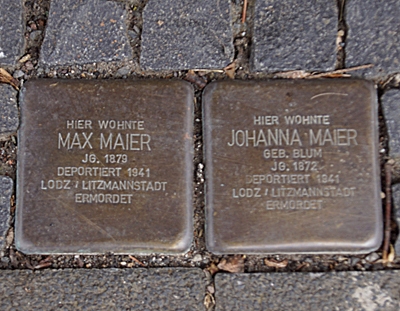 HIER WOHNTE
MAX MAIER
JG. 1879
DEPORTIERT 1941
LODZ / LITZMANNSTADT
ERMORDET
HIER WOHNTE
JOHANNA MAIER
GEB. BLUM
JG. 1872
DEPORTIERT 1941
LODZ / LITZMANNSTADT
ERMORDET